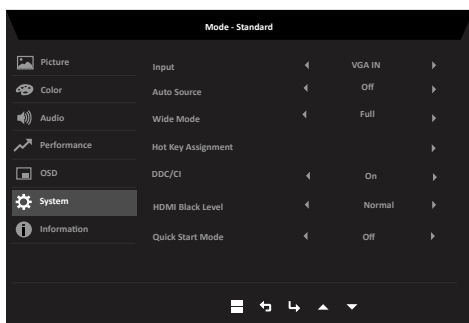 Mode - Standard
Picture
Color
Audio
Performance
OSD
System
Information
Input VGA IN
Auto Source Off
Wide Mode Full
Hot Key Assignment
DDC/CI On
HDMI Black Level Normal
Quick Start Mode Off